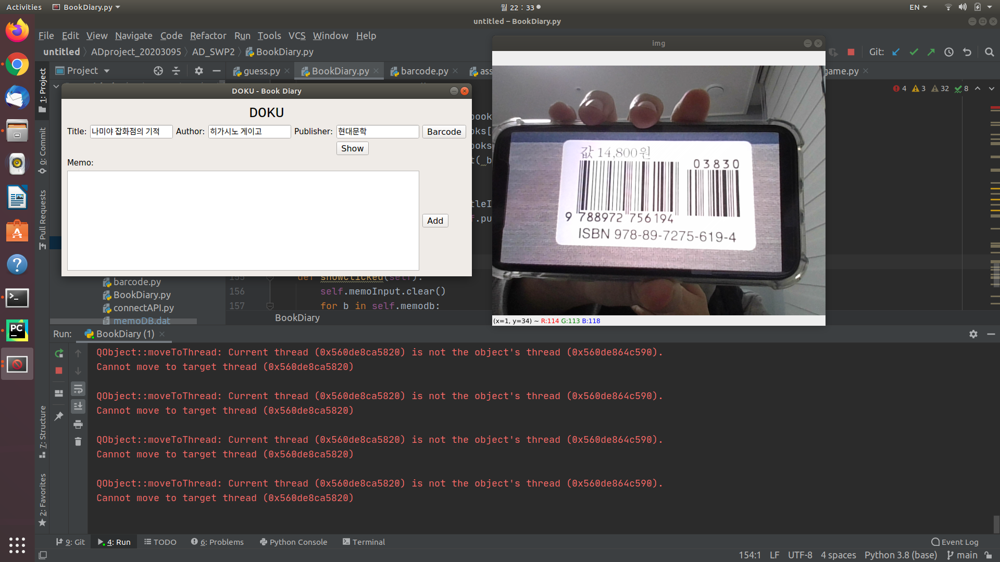 Activities
BookDiary.py
월 22 : 33
EN
untitled – BookDiary.py
File Edit View Navigate Code Refactor Run Tools VCS Window Help
untitled ADproject_20203095 AD_SWP2 BookDiary.py
Git:
1: Project
Project
guess.py
BookDiary.py
barcode.py
ass
game.py
4 3 32 8
DOKU - Book Diary
DOKU
Title: 나미야 잡화점의 기적 Author: 히가시노 게이고 Publisher: 현대문학 Barcode
Show
Memo:
Add
0: Commit
Pull Requests
book
oks[
ooks
t(_b
tleI
f.pu
img
값 14,800원
03830
9 788972 756194
ISBN 978-89-7275-619-4
(x=1, y=34) ~ R:114 G:113 B:118
barcode.py
BookDiary.py
connectAPI.py
memoDB.dat
155 def showClicked(self):
156 self.memoInput.clear()
157 for b in self.memodb:
BookDiary
Run: BookDiary (1)
QObject::moveToThread: Current thread (0x560de8ca5820) is not the object's thread (0x560de864c590).
Cannot move to target thread (0x560de8ca5820)
QObject::moveToThread: Current thread (0x560de8ca5820) is not the object's thread (0x560de864c590).
Cannot move to target thread (0x560de8ca5820)
QObject::moveToThread: Current thread (0x560de8ca5820) is not the object's thread (0x560de864c590).
Cannot move to target thread (0x560de8ca5820)
QObject::moveToThread: Current thread (0x560de8ca5820) is not the object's thread (0x560de864c590).
Cannot move to target thread (0x560de8ca5820)
7: Structure
2: Favorites
9: Git 4: Run TODO 6: Problems Python Console Terminal Event Log
154:1 LF UTF-8 4 spaces Python 3.8 (base) main